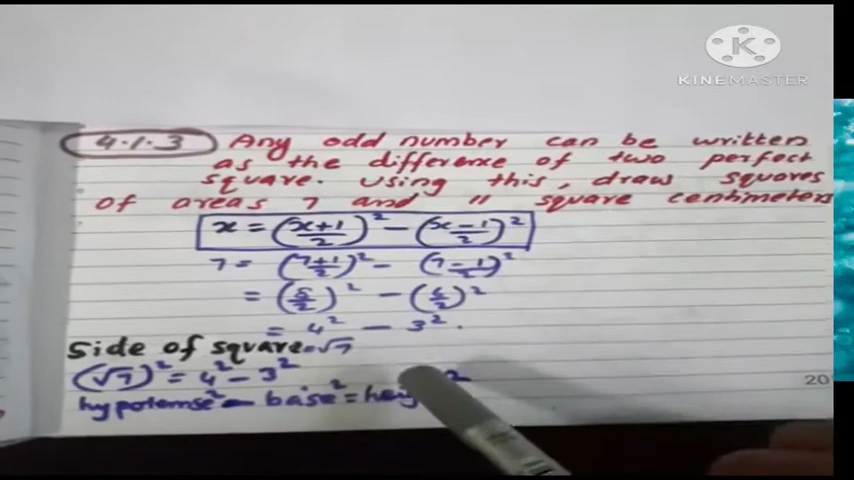 K
KINEMASTER
4.1.3 Any odd number can be written
as the difference of two perfect
square. Using this, draw squares
of areas 7 and 11 square centimeters
x = (x+1/2)² - (x-1/2)²
7 = (7+1/2)² - (7-1/2)²
= (8/2)² - (6/2)²
= 4² - 3².
Side of square = √7
(√7)² = 4² - 3²
hypotemse² - base² = 
20